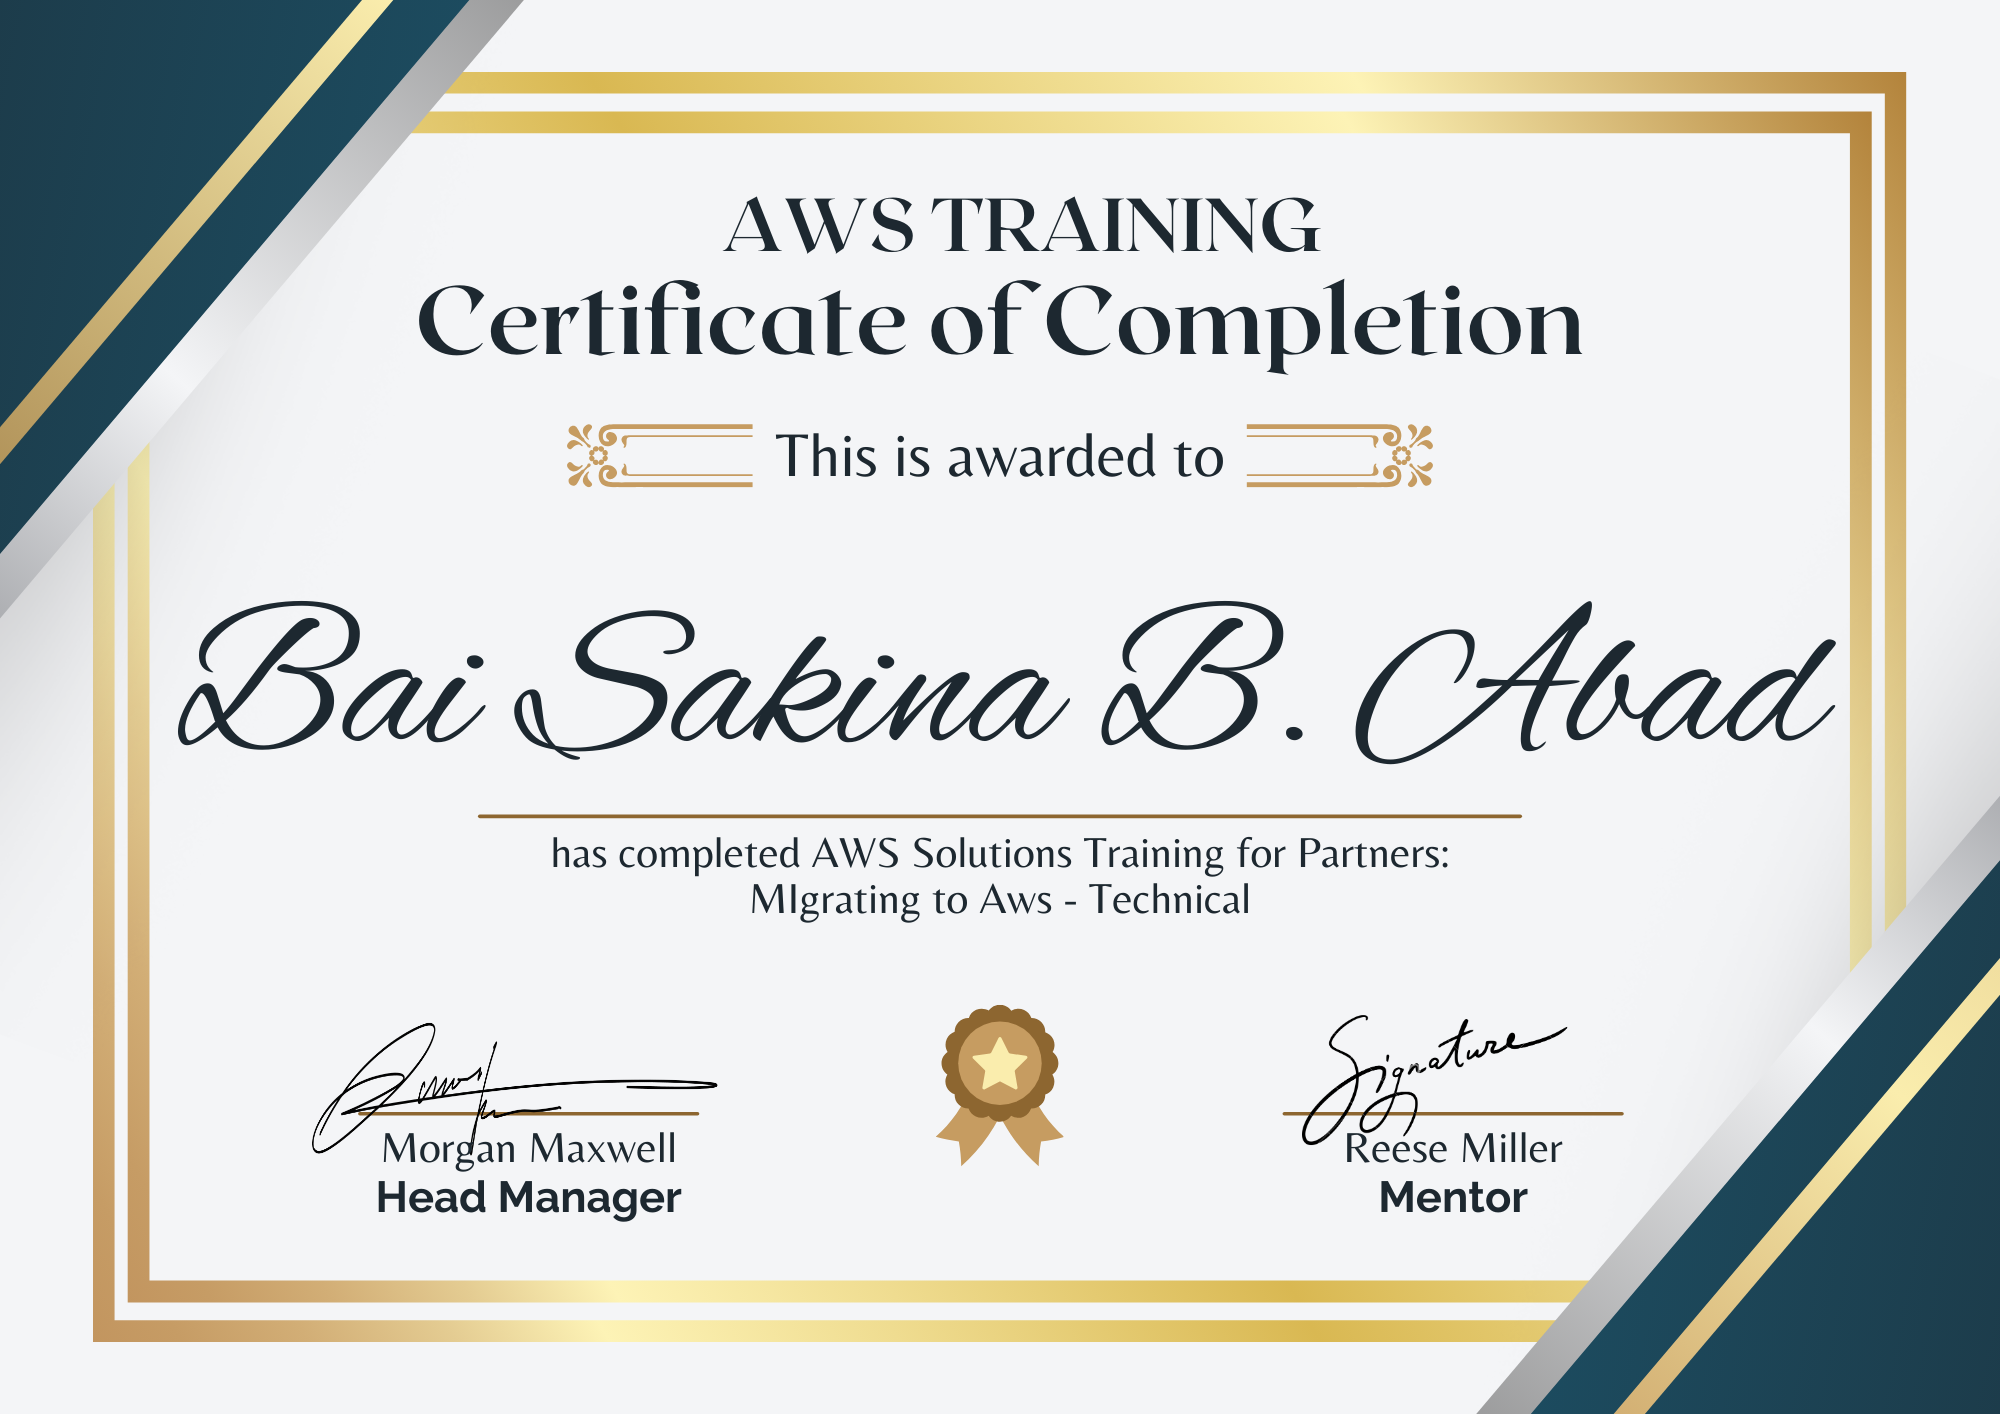 AWS TRAINING
Certificate of Completion
This is awarded to
Bai Sakina B. Abad
has completed AWS Solutions Training for Partners:
MIgrating to Aws - Technical
Signature
Morgan Maxwell
Head Manager
Reese Miller
Mentor